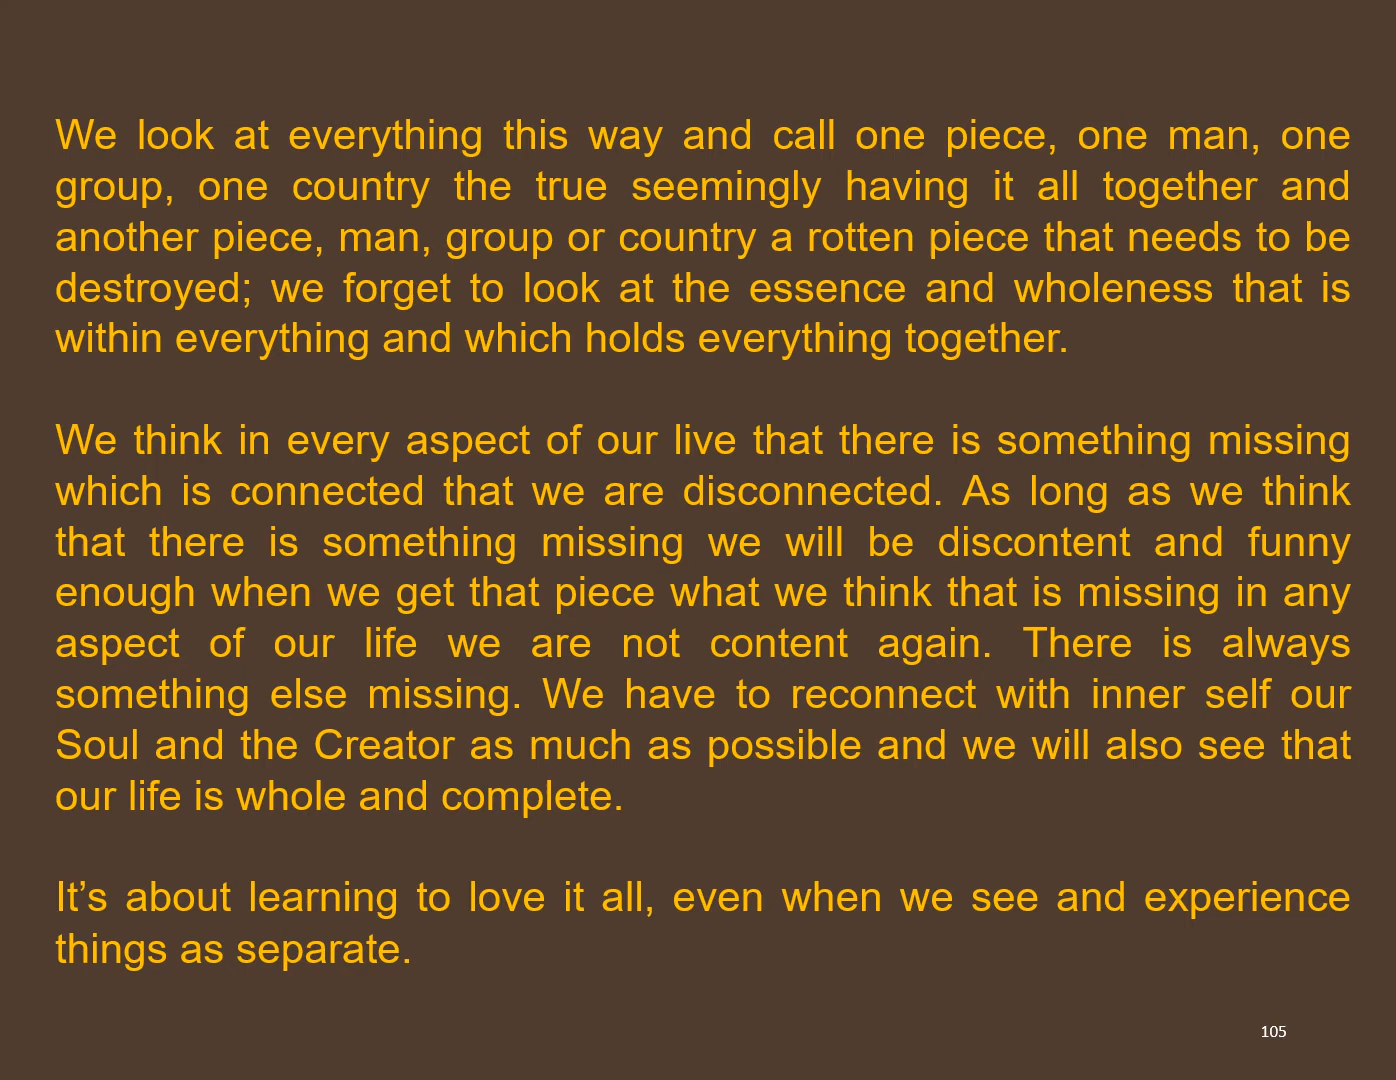 We look at everything this way and call one piece, one man, one
group, one country the true seemingly having it all together and
another piece, man, group or country a rotten piece that needs to be
destroyed; we forget to look at the essence and wholeness that is
within everything and which holds everything together.
We think in every aspect of our live that there is something missing
which is connected that we are disconnected. As long as we think
that there is something missing we will be discontent and funny
enough when we get that piece what we think that is missing in any
aspect of our life we are not content again. There is always
something else missing. We have to reconnect with inner self our
Soul and the Creator as much as possible and we will also see that
our life is whole and complete.
It’s about learning to love it all, even when we see and experience
things as separate.
105